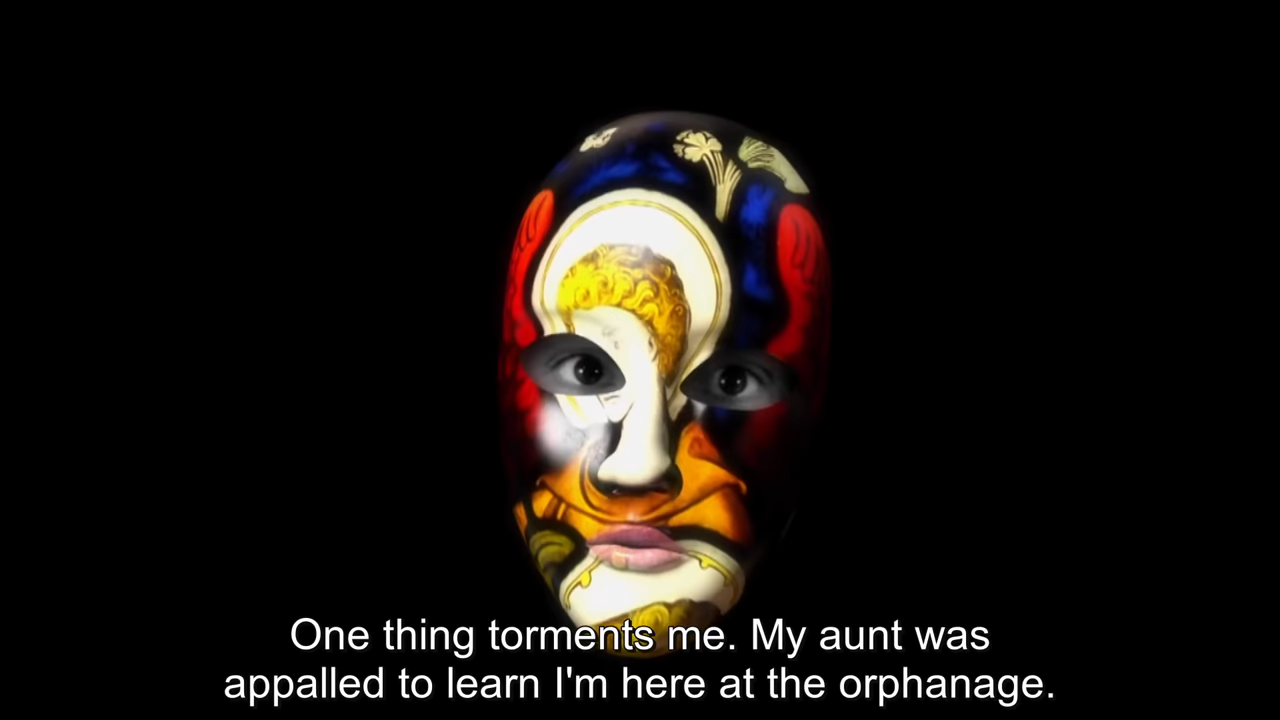 One thing torments me. My aunt was
appalled to learn I'm here at the orphanage.